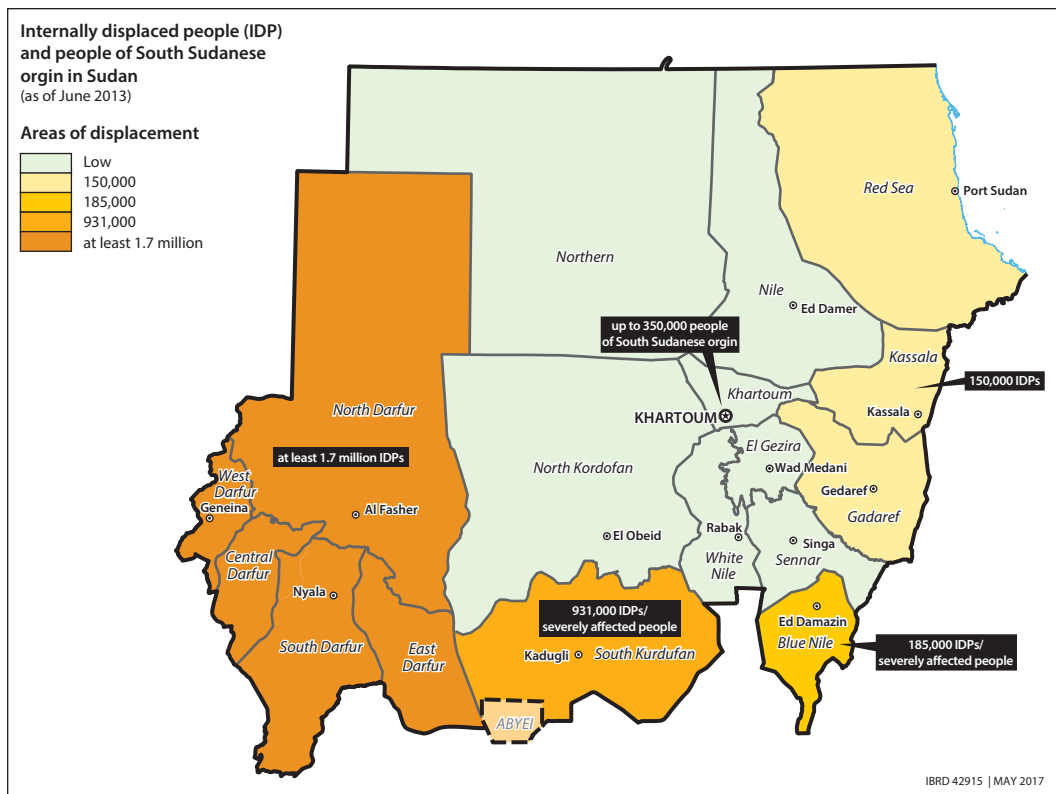 Internally displaced people (IDP)
and people of South Sudanese
orgin in Sudan
(as of June 2013)
Areas of displacement
Low
150,000
185,000
931,000
at least 1.7 million
Red Sea
Port Sudan
Northern
Nile
Ed Damer
up to 350,000 people
of South Sudanese orgin
Kassala
150,000 IDPs
Khartoum
KHARTOUM
Kassala
North Darfur
El Gezira
at least 1.7 million IDPs
North Kordofan
Wad Medani
West
Darfur
Gedaref
Geneina
Al Fasher
Gadaref
El Obeid
Rabak
Singa
Sennar
White
Nile
Central
Darfur
Nyala
931,000 IDPs/
severely affected people
Ed Damazin
Blue Nile
185,000 IDPs/
severely affected people
South Darfur
East
Darfur
Kadugli
South Kurdufan
ABYEI
IBRD 42915 | MAY 2017